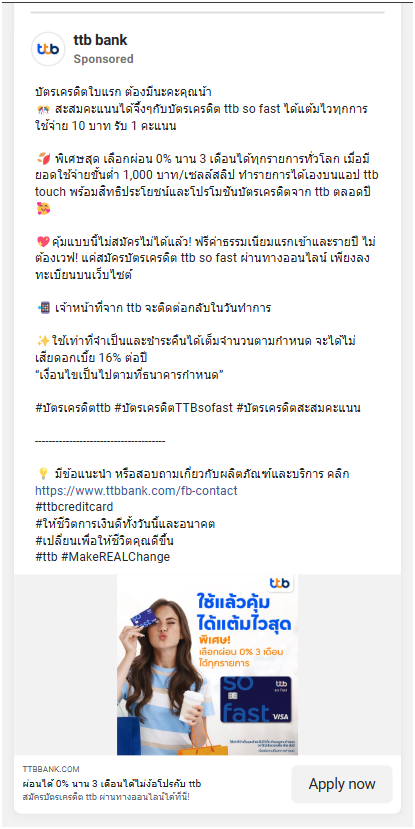 ttb
ttb bank
Sponsored
บัตรเครดิตใบแรก ต้องมีนะคะคุณน้า
🎊 สะสมคะแนนได้จึ้งๆกับบัตรเครดิต ttb so fast ได้แต้มไวทุกการ
ใช้จ่าย 10 บาท รับ 1 คะแนน
💸 พิเศษสุด เลือกผ่อน 0% นาน 3 เดือนได้ทุกรายการทั่วโลก เมื่อมี
ยอดใช้จ่ายขั้นต่ำ 1,000 บาท/เซลล์สลิป ทำรายการได้เองบนแอป ttb
touch พร้อมสิทธิประโยชน์และโปรโมชันบัตรเครดิตจาก ttb ตลอดปี
🥰
💖คุ้มแบบนี้ไม่สมัครไม่ได้แล้ว! ฟรีค่าธรรมเนียมแรกเข้าและรายปี ไม่
ต้องเวฟ! แค่สมัครบัตรเครดิต ttb so fast ผ่านทางออนไลน์ เพียงลง
ทะเบียนบนเว็บไซต์
📲 เจ้าหน้าที่จาก ttb จะติดต่อกลับในวันทำการ
✨ใช้เท่าที่จำเป็นและชำระคืนได้เต็มจำนวนตามกำหนด จะได้ไม่
เสียดอกเบี้ย 16% ต่อปี
“เงื่อนไขเป็นไปตามที่ธนาคารกำหนด”
#บัตรเครดิตttb #บัตรเครดิตTTBsofast #บัตรเครดิตสะสมคะแนน
--------------------------------------
💡 มีข้อแนะนำ หรือสอบถามเกี่ยวกับผลิตภัณฑ์และบริการ คลิก
https://www.ttbbank.com/fb-contact
#ttbcreditcard
#ให้ชีวิตการเงินดีทั้งวันนี้และอนาคต
#เปลี่ยนเพื่อให้ชีวิตคุณดีขึ้น
#ttb #MakeREALChange
ttb
ใช้แล้วคุ้ม
ได้แต้มไวสุด
พิเศษ!
เลือกผ่อน 0% 3 เดือน
ได้ทุกรายการ
ttb
so fast
so
fast
VISA
TTBBANK.COM
ผ่อนได้ 0% นาน 3 เดือนได้ไม่ง้อโปรกับ ttb
สมัครบัตรเครดิต ttb ผ่านทางออนไลน์ได้ที่นี่!
Apply now